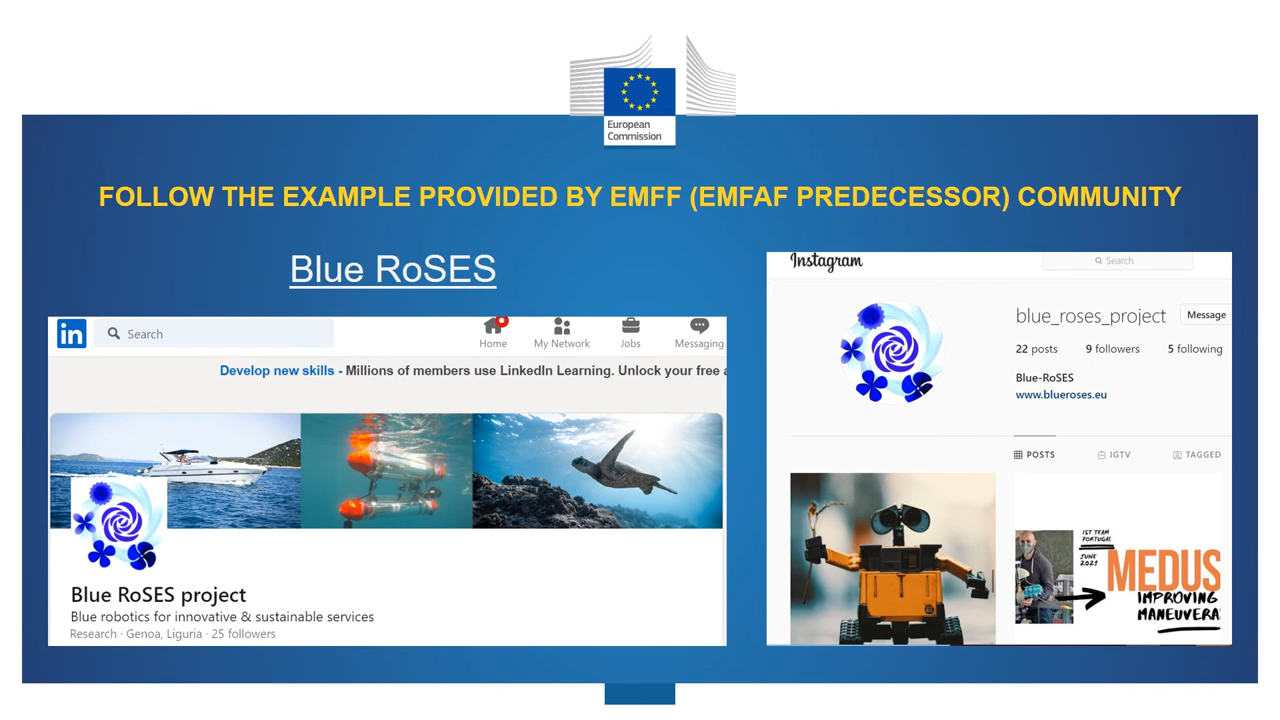 European
Commission
FOLLOW THE EXAMPLE PROVIDED BY EMFF (EMFAF PREDECESSOR) COMMUNITY
Blue RoSES
in Search
Home My Network Jobs Messaging
Develop new skills - Millions of members use LinkedIn Learning. Unlock your free a
Blue RoSES project
Blue robotics for innovative & sustainable services
Research · Genoa, Liguria · 25 followers
Instagram
Search
blue_roses_project Message
22 posts 9 followers 5 following
Blue-RoSES
www.blueroses.eu
POSTS IGTV TAGGED
IST TEAM
PORTUGAL
JUNE
2021
MEDUS
IMPROVING
MANEUVERA